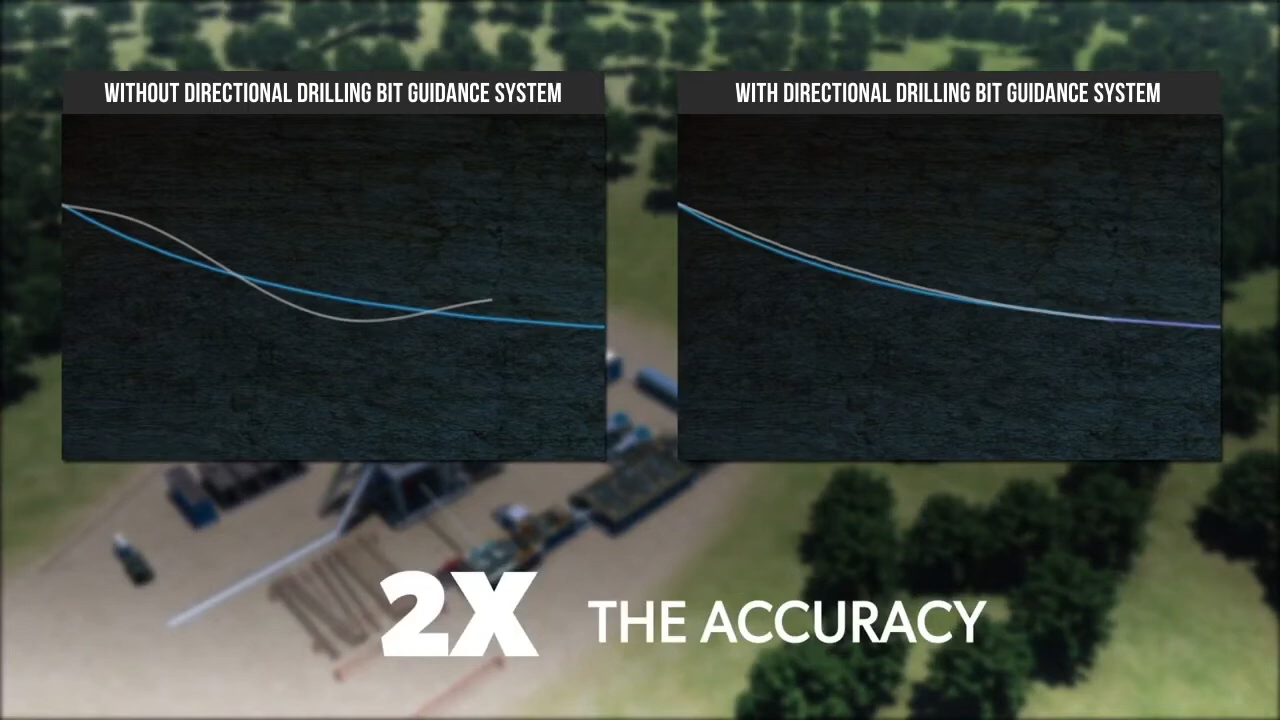 WITHOUT DIRECTIONAL DRILLING BIT GUIDANCE SYSTEM
WITH DIRECTIONAL DRILLING BIT GUIDANCE SYSTEM
2X THE ACCURACY